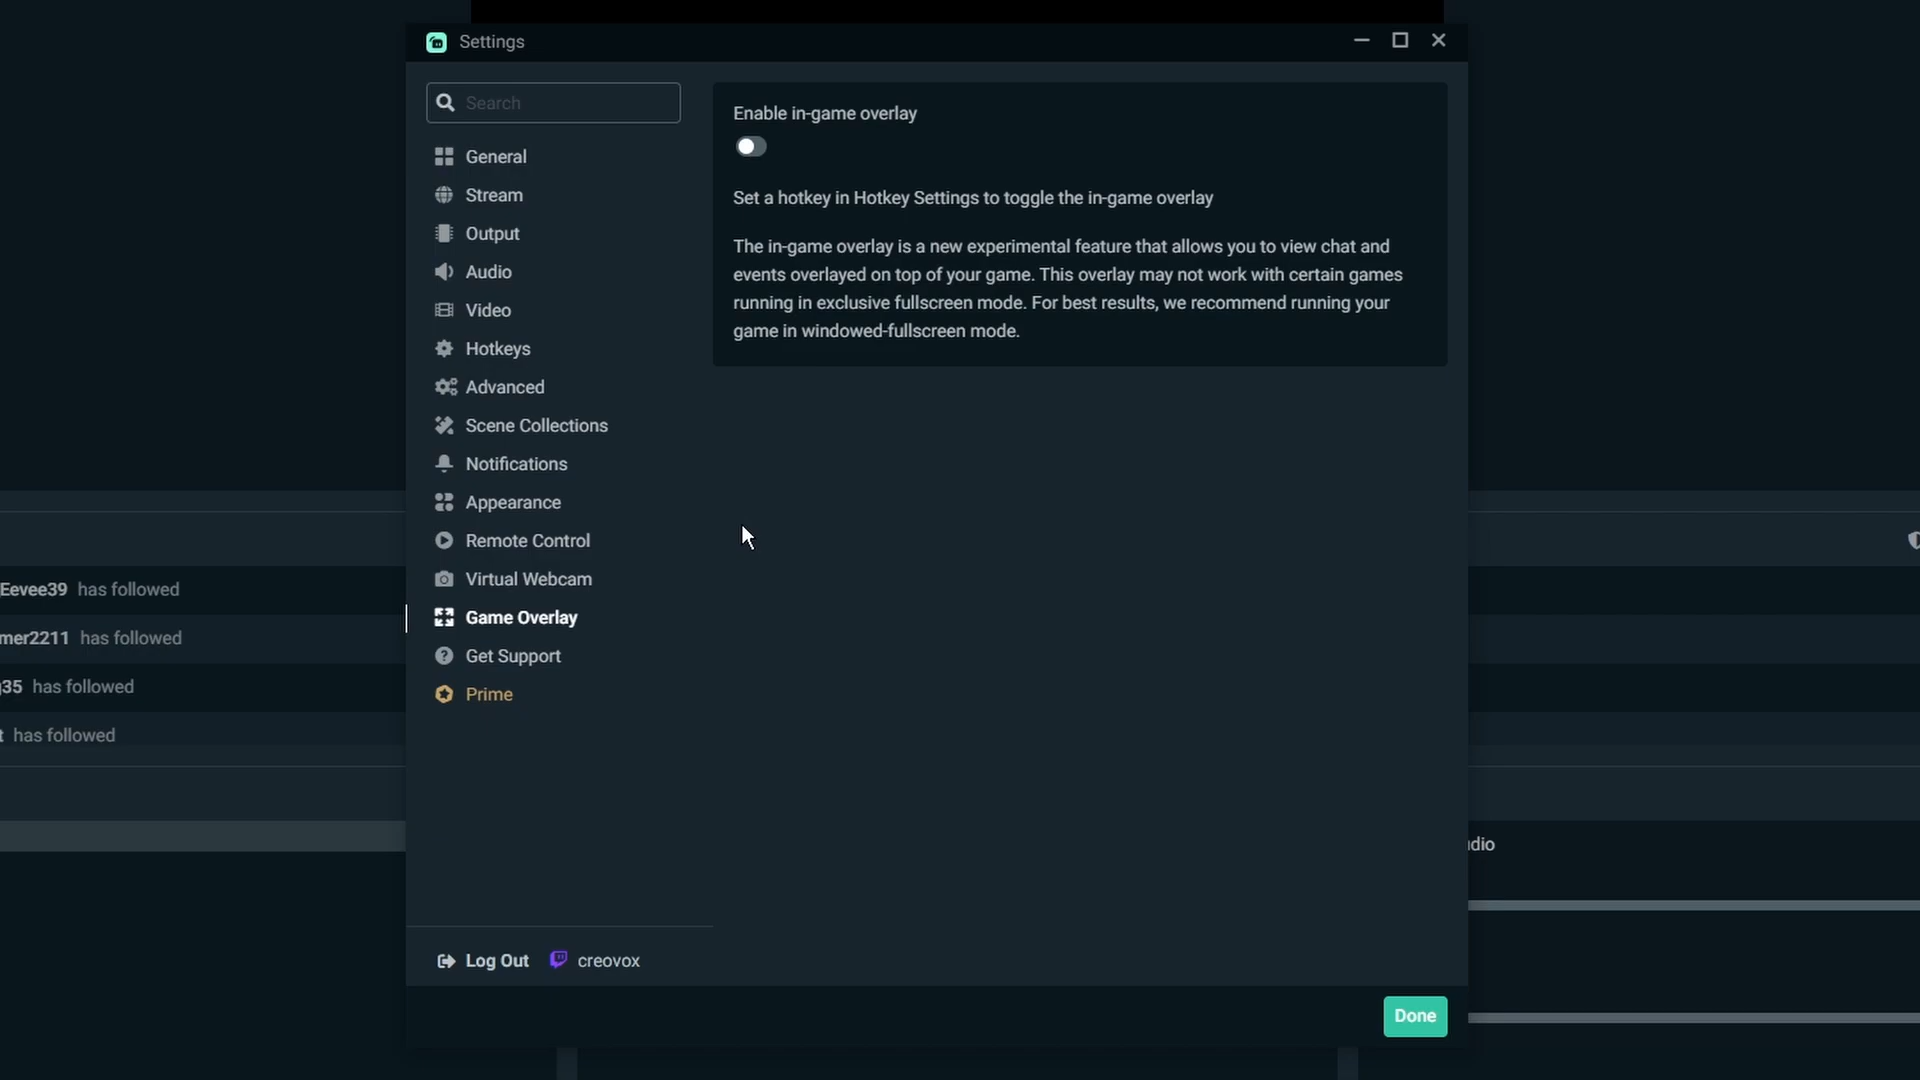 Settings
Search
General
Stream
Output
Audio
Video
Hotkeys
Advanced
Scene Collections
Notifications
Appearance
Remote Control
Virtual Webcam
Game Overlay
Get Support
Prime
Log Out creovox
Enable in-game overlay
Set a hotkey in Hotkey Settings to toggle the in-game overlay
The in-game overlay is a new experimental feature that allows you to view chat and
events overlayed on top of your game. This overlay may not work with certain games
running in exclusive fullscreen mode. For best results, we recommend running your
game in windowed-fullscreen mode.
Done
Eevee39 has followed
mer2211 has followed
35 has followed
t has followed
dio